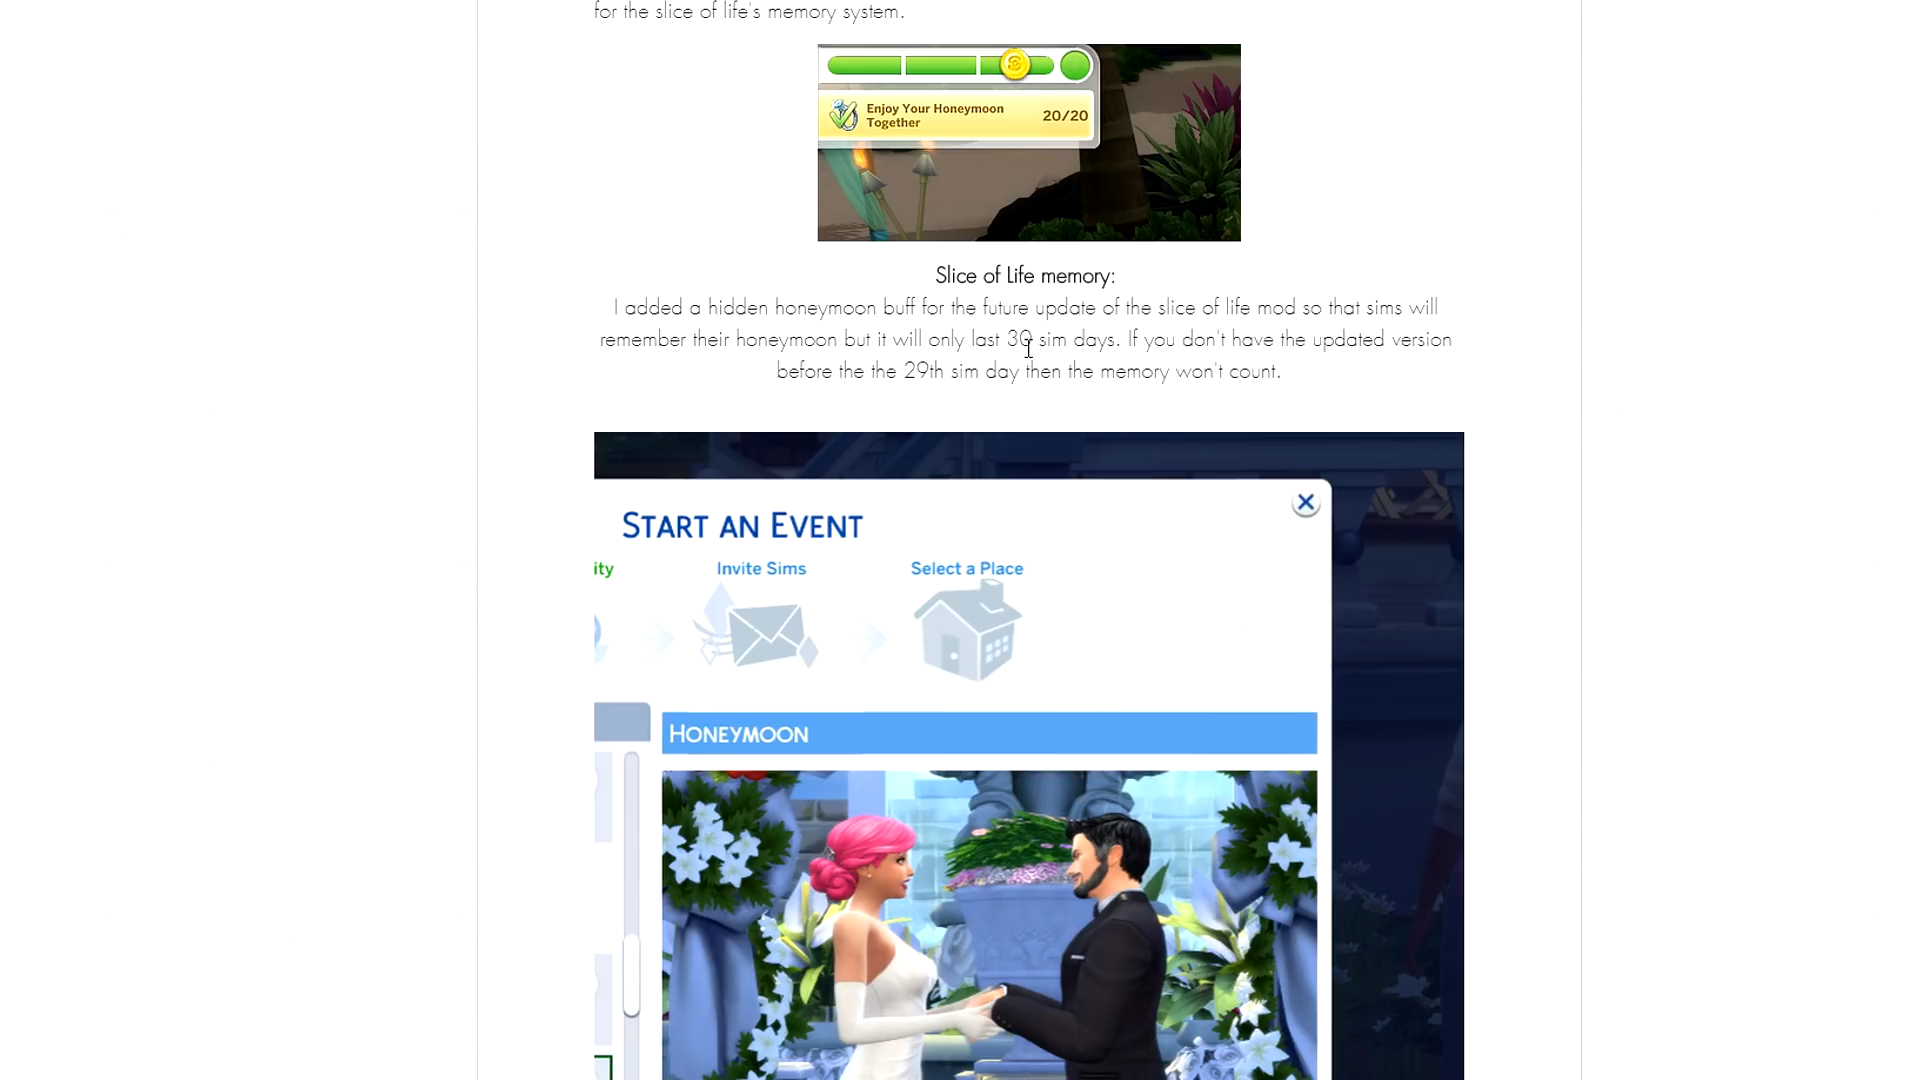 for the slice of life's memory system.
Enjoy Your Honeymoon
Together
20/20
Slice of Life memory:
I added a hidden honeymoon buff for the future update of the slice of life mod so that sims will
remember their honeymoon but it will only last 30 sim days. If you don't have the updated version
before the the 29th sim day then the memory won't count.
START AN EVENT
ity
Invite Sims
Select a Place
HONEYMOON